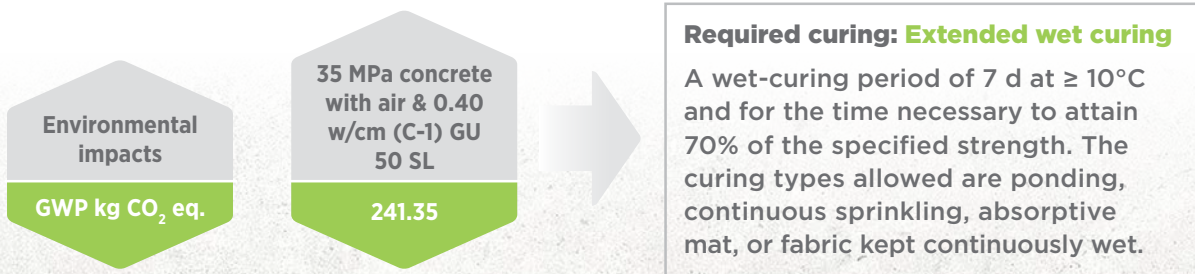 Environmental
impacts
GWP kg CO₂ eq.
35 MPa concrete
with air & 0.40
w/cm (C-1) GU
50 SL
241.35
Required curing: Extended wet curing
A wet-curing period of 7 d at ≥ 10°C
and for the time necessary to attain
70% of the specified strength. The
curing types allowed are ponding,
continuous sprinkling, absorptive
mat, or fabric kept continuously wet.